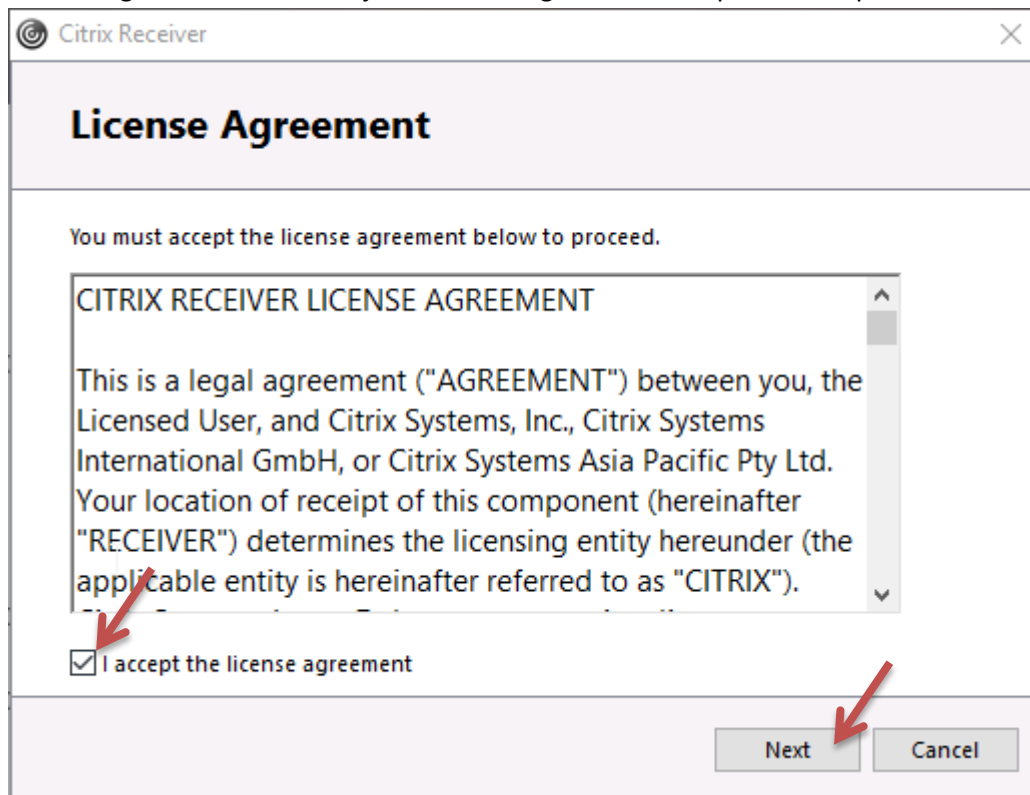 Citrix Receiver
License Agreement
You must accept the license agreement below to proceed.
CITRIX RECEIVER LICENSE AGREEMENT
This is a legal agreement ("AGREEMENT") between you, the
Licensed User, and Citrix Systems, Inc., Citrix Systems
International GmbH, or Citrix Systems Asia Pacific Pty Ltd.
Your location of receipt of this component (hereinafter
"RECEIVER") determines the licensing entity hereunder (the
applicable entity is hereinafter referred to as "CITRIX").
I accept the license agreement
Next
Cancel